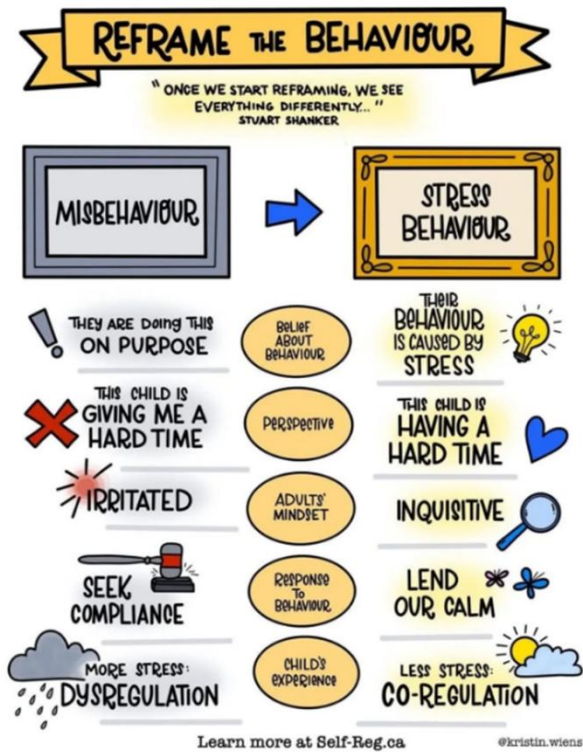 REFRAME THE BEHAVIOUR
" ONCE WE START REFRAMING, WE SEE
EVERYTHING DIFFERENTLY... "
STUART SHANKER
MISBEHAVIOUR
STRESS
BEHAVIOUR
THEY ARE DOING THIS
ON PURPOSE
BELIEF
ABOUT
BEHAVIOUR
THEIR
BEHAVIOUR
IS CAUSED BY
STRESS
THIS CHILD IS
GIVING ME A
HARD TIME
PERSPECTIVE
THIS CHILD IS
HAVING A
HARD TIME
IRRITATED
ADULTS'
MINDSET
INQUISITIVE
SEEK
COMPLIANCE
RESPONSE
TO
BEHAVIOUR
LEND
OUR CALM
MORE STRESS:
DYSREGULATION
CHILD'S
EXPERIENCE
LESS STRESS:
CO-REGULATION
Learn more at Self-Reg.ca
@kristin.wiens